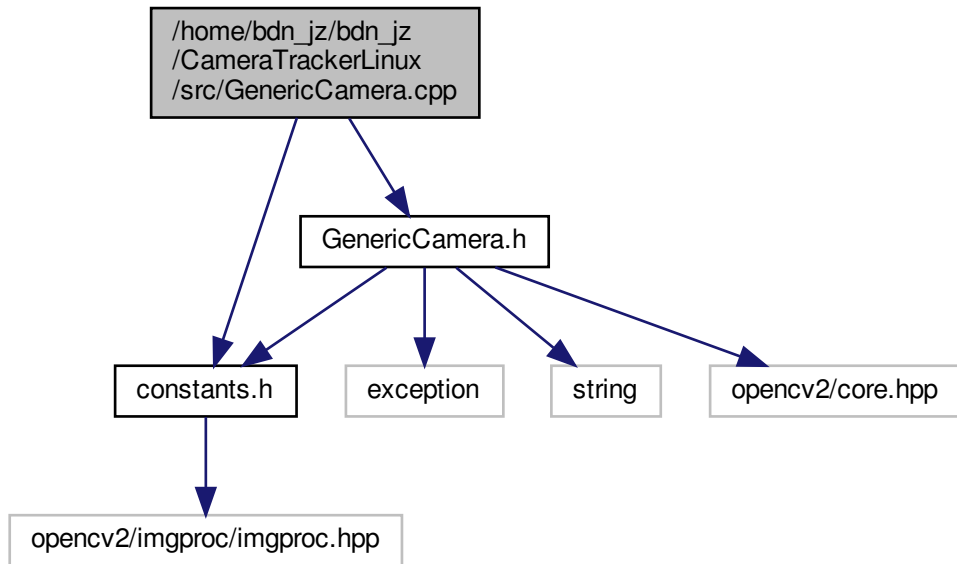 /home/bdn_jz/bdn_jz
/CameraTrackerLinux
/src/GenericCamera.cpp
GenericCamera.h
constants.h
exception
string
opencv2/core.hpp
opencv2/imgproc/imgproc.hpp